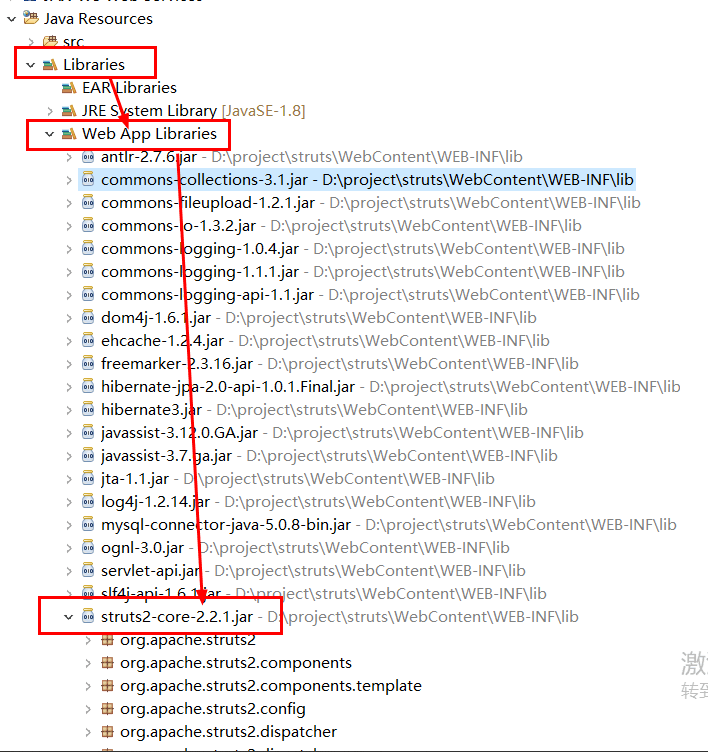 Java Resources
src
Libraries
EAR Libraries
JRE System Library [JavaSE-1.8]
Web App Libraries
antlr-2.7.6.jar - D:\project\struts\WebContent\WEB-INF\lib
commons-collections-3.1.jar - D:\project\struts\WebContent\WEB-INF\lib
commons-fileupload-1.2.1.jar - D:\project\struts\WebContent\WEB-INF\lib
commons-io-1.3.2.jar - D:\project\struts\WebContent\WEB-INF\lib
commons-logging-1.0.4.jar - D:\project\struts\WebContent\WEB-INF\lib
commons-logging-1.1.1.jar - D:\project\struts\WebContent\WEB-INF\lib
commons-logging-api-1.1.jar - D:\project\struts\WebContent\WEB-INF\lib
dom4j-1.6.1.jar - D:\project\struts\WebContent\WEB-INF\lib
ehcache-1.2.4.jar - D:\project\struts\WebContent\WEB-INF\lib
freemarker-2.3.16.jar - D:\project\struts\WebContent\WEB-INF\lib
hibernate-jpa-2.0-api-1.0.1.Final.jar - D:\project\struts\WebContent\WEB-INF\lib
hibernate3.jar - D:\project\struts\WebContent\WEB-INF\lib
javassist-3.12.0.GA.jar - D:\project\struts\WebContent\WEB-INF\lib
javassist-3.7.ga.jar - D:\project\struts\WebContent\WEB-INF\lib
jta-1.1.jar - D:\project\struts\WebContent\WEB-INF\lib
log4j-1.2.14.jar - D:\project\struts\WebContent\WEB-INF\lib
mysql-connector-java-5.0.8-bin.jar - D:\project\struts\WebContent\WEB-INF\lib
ognl-3.0.jar - D:\project\struts\WebContent\WEB-INF\lib
servlet-api.jar - D:\project\struts\WebContent\WEB-INF\lib
slf4j-api-1.6.1.jar - D:\project\struts\WebContent\WEB-INF\lib
struts2-core-2.2.1.jar - D:\project\struts\WebContent\WEB-INF\lib
org.apache.struts2
org.apache.struts2.components
org.apache.struts2.components.template
激
转到
org.apache.struts2.config
org.apache.struts2.dispatcher